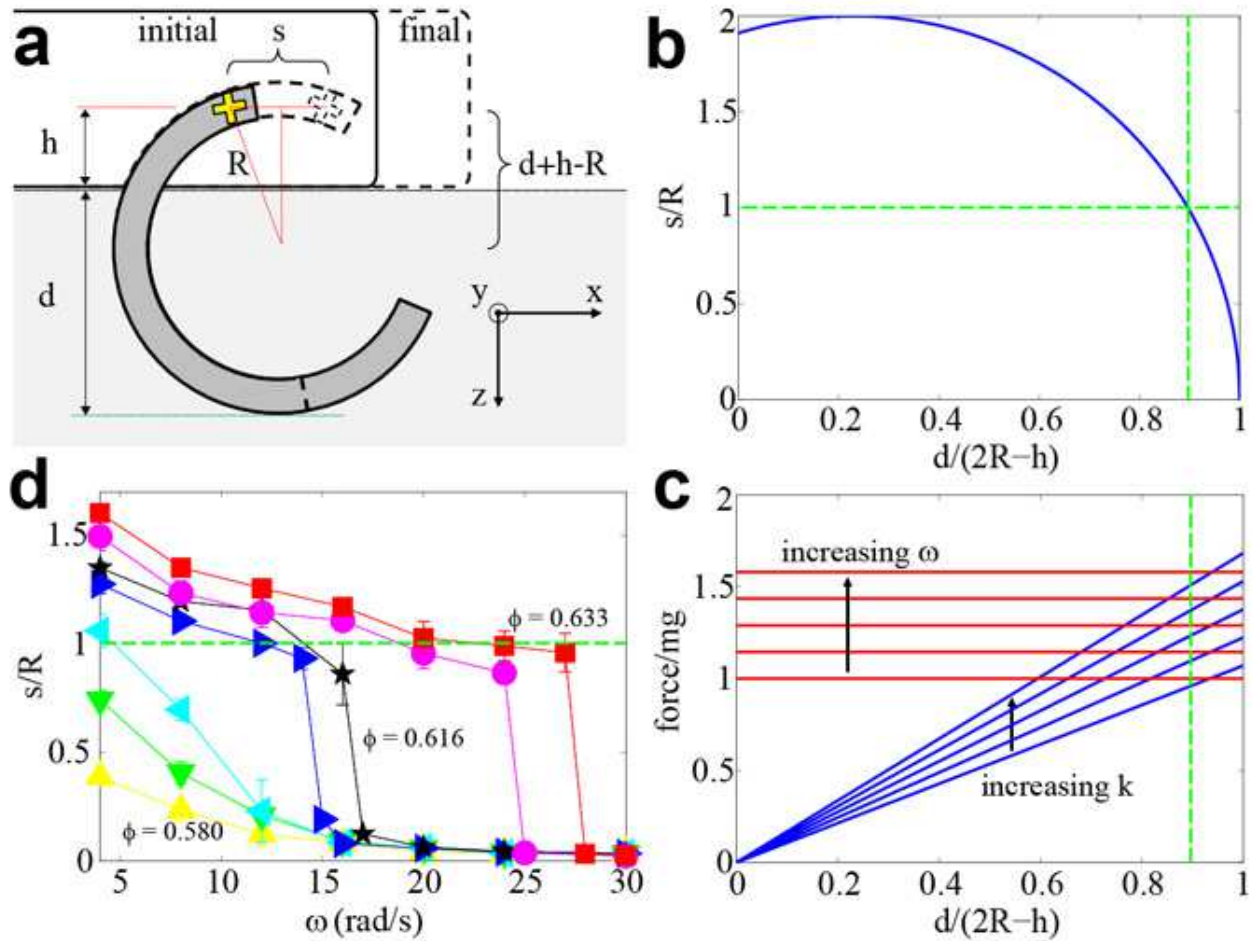 a
initial
s
final
h
R
d+h-R
d
y
x
z
b
2
1.5
1
0.5
0
s/R
0
0.2
0.4
0.6
0.8
1
d/(2R−h)
d
1.5
1
0.5
0
s/R
ϕ = 0.633
ϕ = 0.616
ϕ = 0.580
5
10
15
20
25
30
ω (rad/s)
c
2
1.5
1
0.5
0
force/mg
increasing ω
increasing k
0
0.2
0.4
0.6
0.8
1
d/(2R−h)